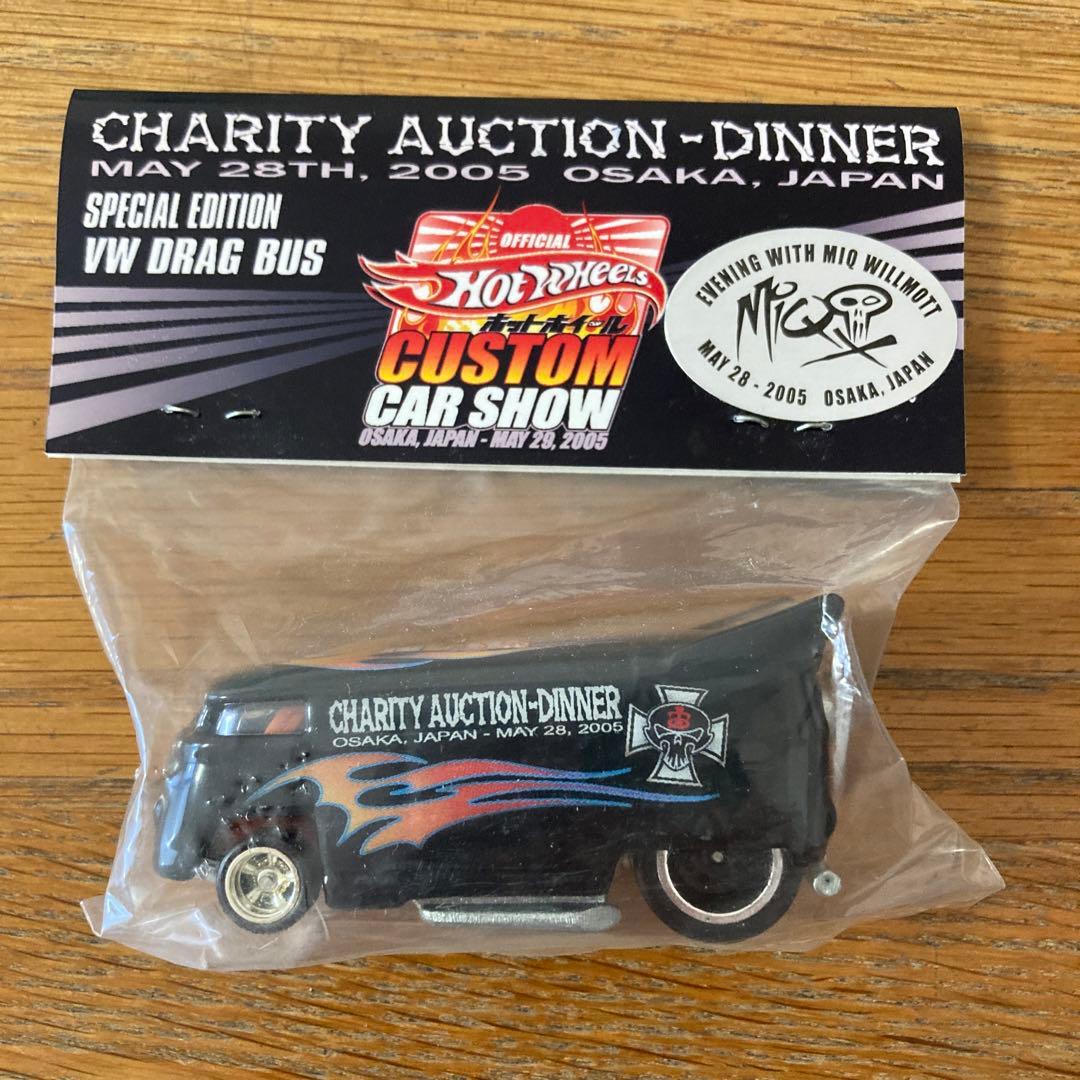 CHARITY AUCTION-DINNER
MAY 28TH, 2005 OSAKA, JAPAN
SPECIAL EDITION
VW DRAG BUS
OFFICIAL
HOT WHEELS
ホットホイール
CUSTOM
CAR SHOW
OSAKA, JAPAN - MAY 29, 2005
EVENING WITH MIQ WILLMOTT
MiQ
MAY 28 - 2005 OSAKA, JAPAN
CHARITY AUCTION-DINNER
OSAKA, JAPAN - MAY 28, 2005